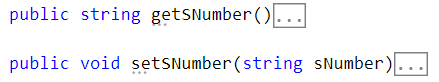 public string getSNumber()...
public void setSNumber(string sNumber)...